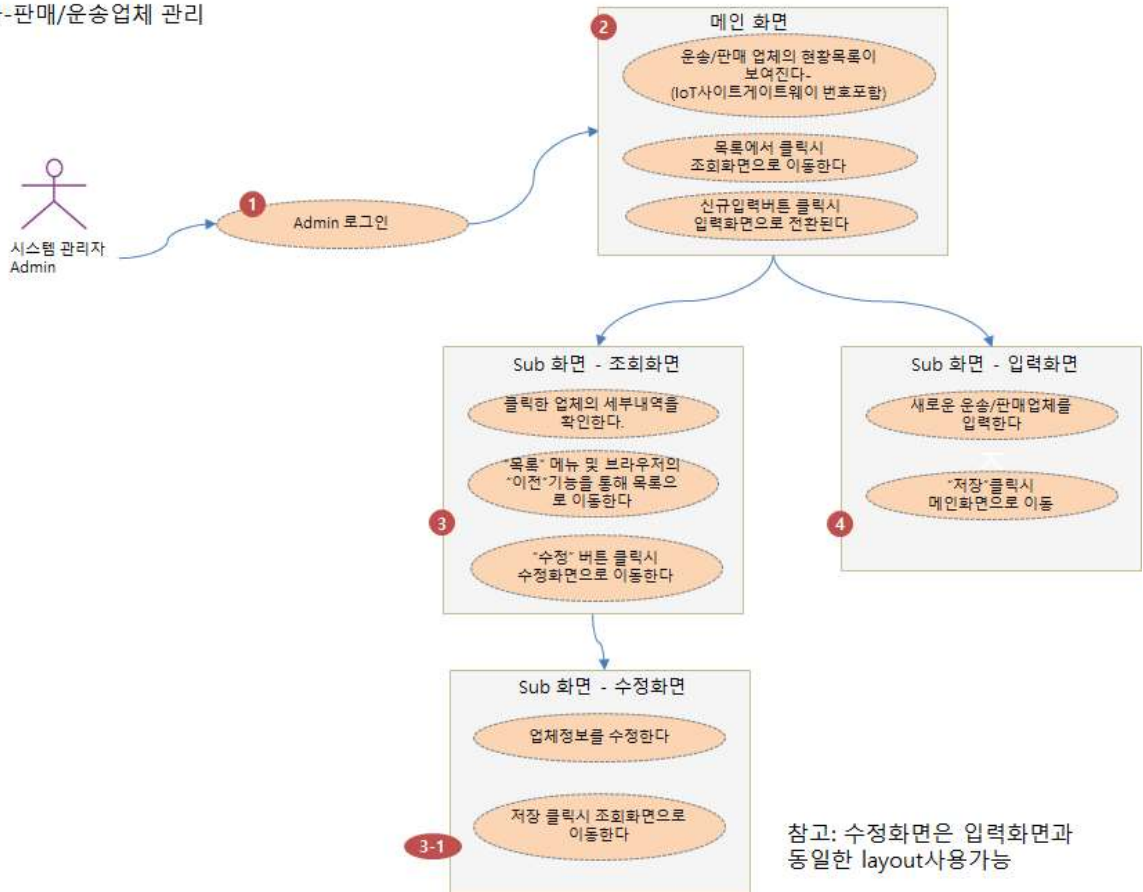 -판매/운송업체 관리
2
메인 화면
운송/판매 업체의 현황목록이
보여진다-
(IoT사이트게이트웨이 번호포함)
목록에서 클릭시
조회화면으로 이동한다
신규입력버튼 클릭시
입력화면으로 전환된다
1
Admin 로그인
시스템 관리자
Admin
Sub 화면 - 조회화면
클릭한 업체의 세부내역을
확인한다.
"목록" 메뉴 및 브라우저의
"이전"기능을 통해 목록으
로 이동한다
3
"수정" 버튼 클릭시
수정화면으로 이동한다
Sub 화면 - 입력화면
새로운 운송/판매업체를
입력한다
"저장"클릭시
메인화면으로 이동
4
Sub 화면 - 수정화면
업체정보를 수정한다
저장 클릭시 조회화면으로
이동한다
3-1
참고: 수정화면은 입력화면과
동일한 layout사용가능